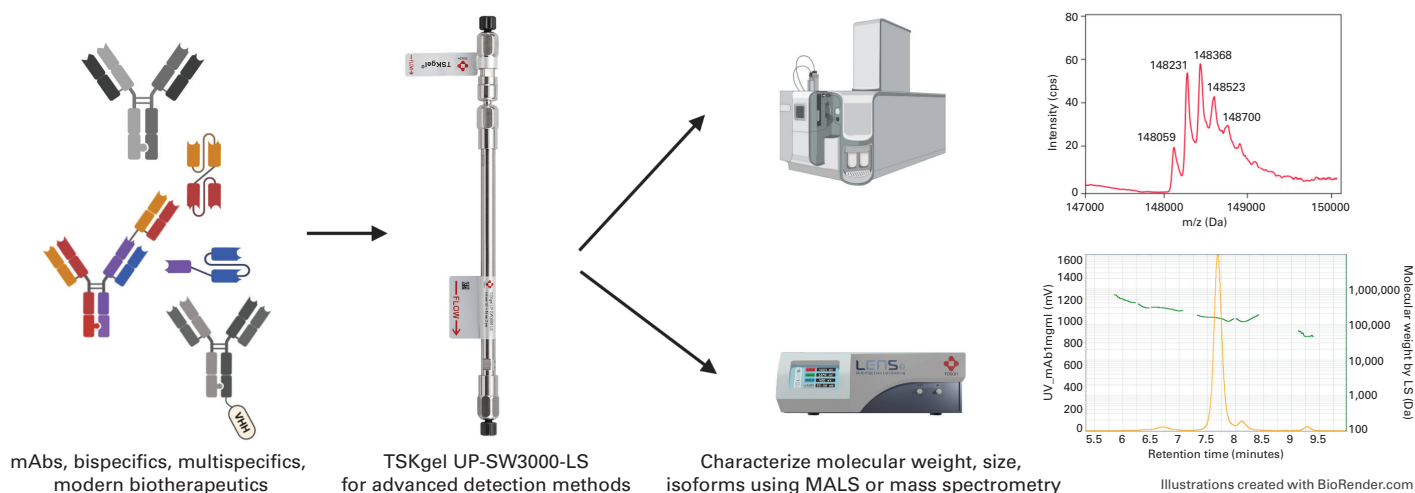 VHH
mAbs, bispecifics, multispecifics,
modern biotherapeutics
FLOW
TSKgel®
FLOW
TSKgel UP-SW3000-LS
for advanced detection methods
LENS
TOSOH
Characterize molecular weight, size,
isoforms using MALS or mass spectrometry
Intensity (cps)
80
60
40
20
0
148059
148231
148368
148523
148700
147000 148000 149000 150000
m/z (Da)
UV_mAb1mgml (mV)
1600
1400
1200
1000
800
600
400
200
0
5.5 6 6.5 7 7.5 8 8.5 9 9.5
Retention time (minutes)
1,000,000
100,000
10,000
1,000
100
Molecular weight by LS (Da)
Illustrations created with BioRender.com